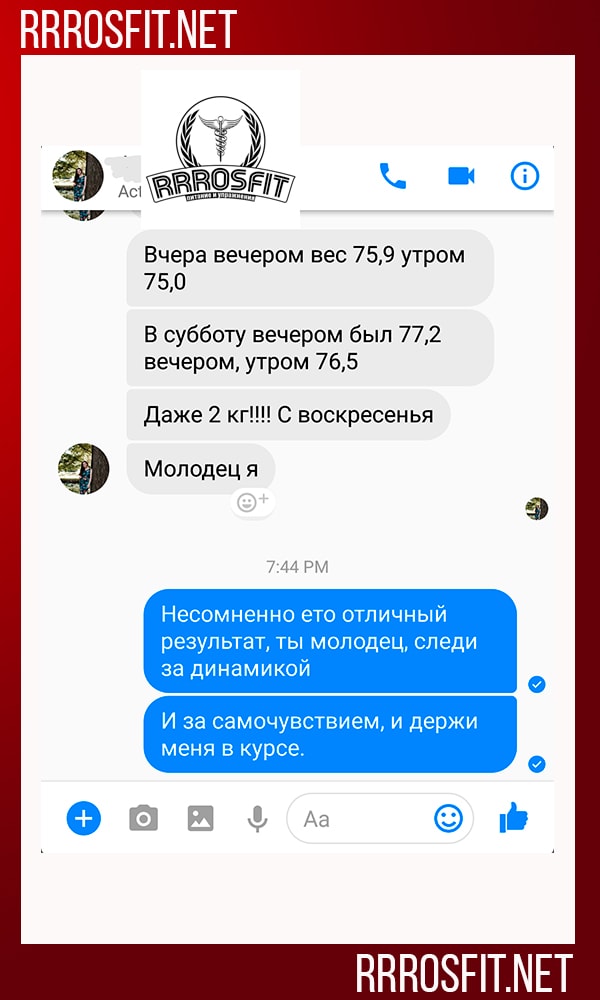 RRROSFIT.NET
RRROSFIT
питание и упражнения
Act
Вчера вечером вес 75,9 утром
75,0
В субботу вечером был 77,2
вечером, утром 76,5
Даже 2 кг!!!! С воскресенья
Молодец я
7:44 PM
Несомненно ето отличный
результат, ты молодец, следи
за динамикой
И за самочувствием, и держи
меня в курсе.
Aa
RRROSFIT.NET